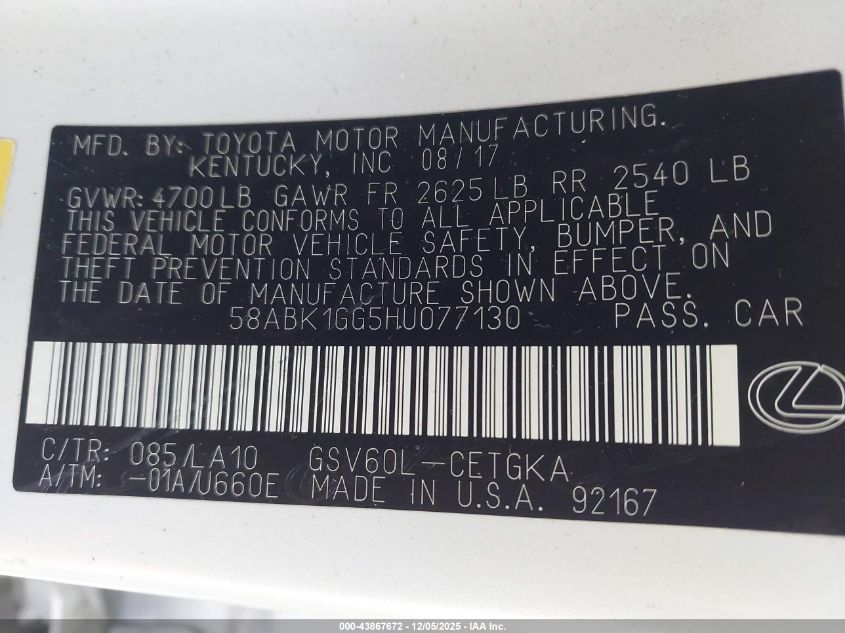 MFD. BY: TOYOTA MOTOR MANUFACTURING.
KENTUCKY, INC 08/17
GVWR: 4700LB GAWR FR 2625LB RR 2540 LB
THIS VEHICLE CONFORMS TO ALL APPLICABLE
FEDERAL MOTOR VEHICLE SAFETY, BUMPER, AND
THEFT PREVENTION STANDARDS IN EFFECT ON
THE DATE OF MANUFACTURE SHOWN ABOVE.
58ABK1GG5HU077130 PASS. CAR
C/TR: 085/LA10 GSV60L-CETGKA
A/TM: -01A/U660E MADE IN U.S.A. 92167
000-43867672 - 12/05/2025 - IAA Inc.